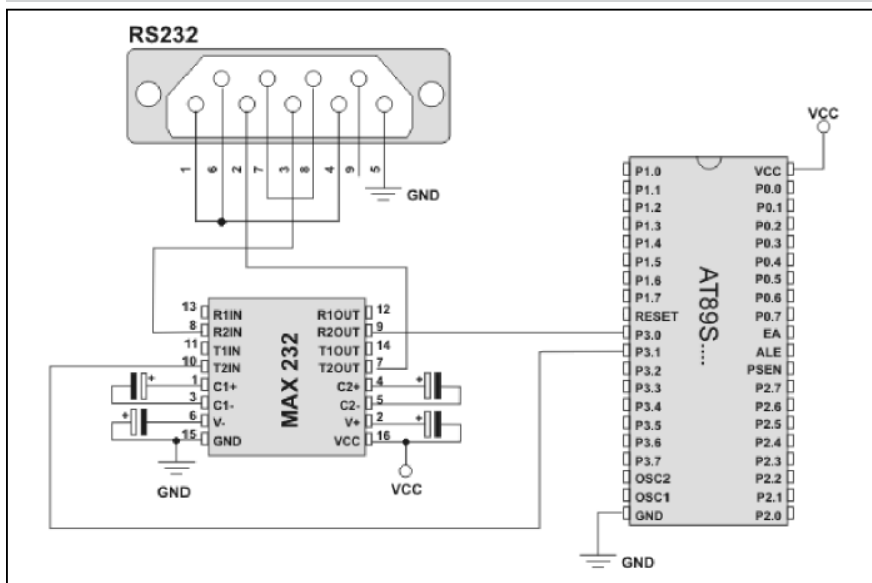 RS232
1
6
2
7
3
8
4
9
5
GND
VCC
13 R1IN
8 R2IN
11 T1IN
10 T2IN
1 C1+
3 C1-
6 V-
15 GND
MAX 232
R1OUT 12
R2OUT 9
T1OUT 14
T2OUT 7
C2+ 4
C2- 5
V+ 2
VCC 16
+
+
+
+
GND
VCC
P1.0
P1.1
P1.2
P1.3
P1.4
P1.5
P1.6
P1.7
RESET
P3.0
P3.1
P3.2
P3.3
P3.4
P3.5
P3.6
P3.7
OSC2
OSC1
GND
AT89S....
VCC
P0.0
P0.1
P0.2
P0.3
P0.4
P0.5
P0.6
P0.7
EA
ALE
PSEN
P2.7
P2.6
P2.5
P2.4
P2.3
P2.2
P2.1
P2.0
GND